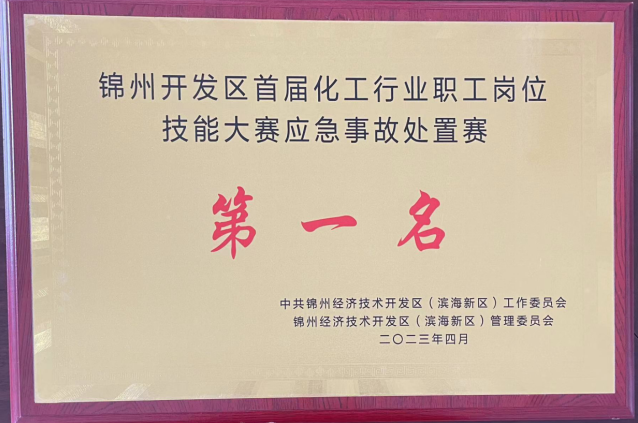 锦州开发区首届化工行业职工岗位
技能大赛应急事故处置赛
第一名
中共锦州经济技术开发区（滨海新区）工作委员会
锦州经济技术开发区（滨海新区）管理委员会
二〇二三年四月